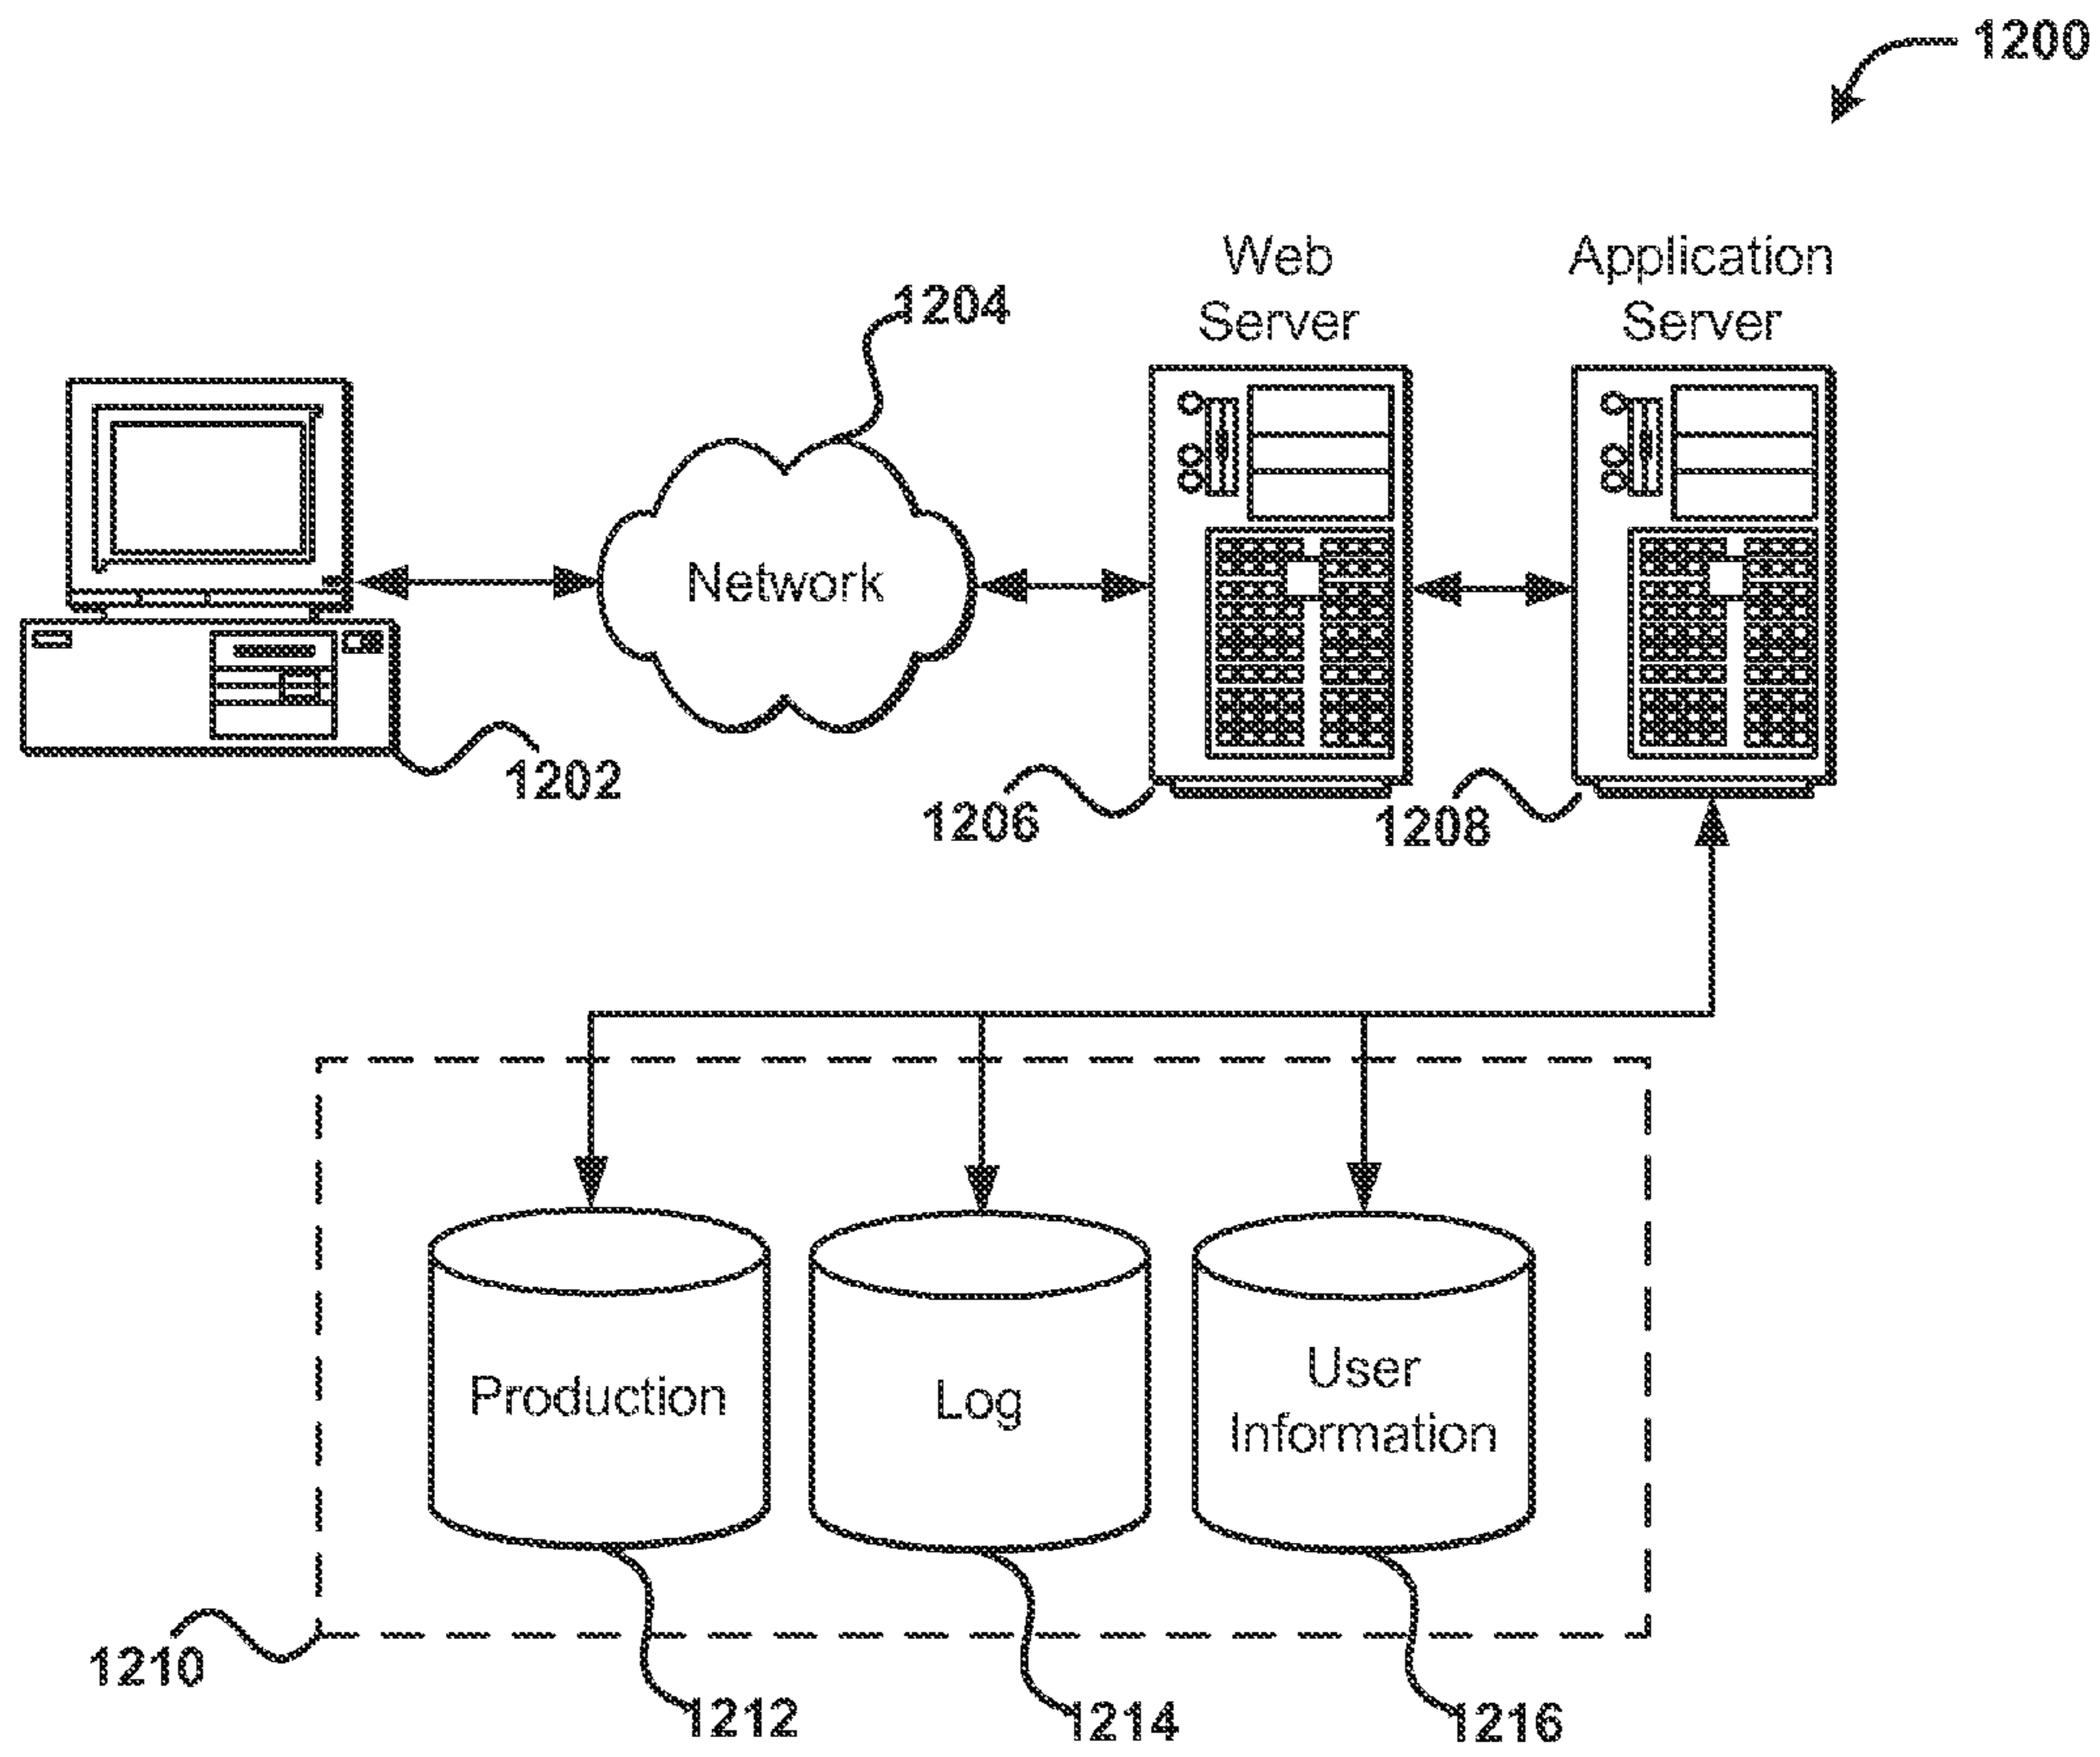 1200
Web
Server
Application
Server
1204
Network
1202
1206
1208
Production
Log
User
Information
1210
1212
1214
1216